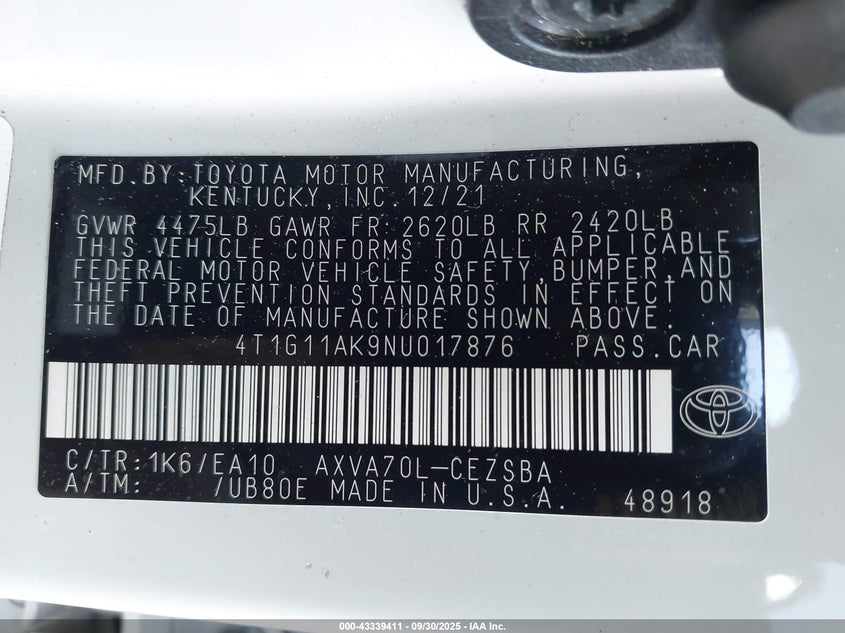 MFD.BY:TOYOTA MOTOR MANUFACTURING,
KENTUCKY,INC.12/21
GVWR 4475LB GAWR FR 2620LB RR 2420LB
THIS VEHICLE CONFORMS TO ALL APPLICABLE
FEDERAL MOTOR VEHICLE SAFETY,BUMPER,AND
THEFT PREVENTION STANDARDS IN EFFECT ON
THE DATE OF MANUFACTURE SHOWN ABOVE.
4T1G11AK9NU017876 PASS.CAR
C/TR:1K6/EA10 AXVA70L-CEZSBA
A/TM: /UB80E MADE IN U.S.A. 48918
000-43339411 - 09/30/2025 - IAA Inc.